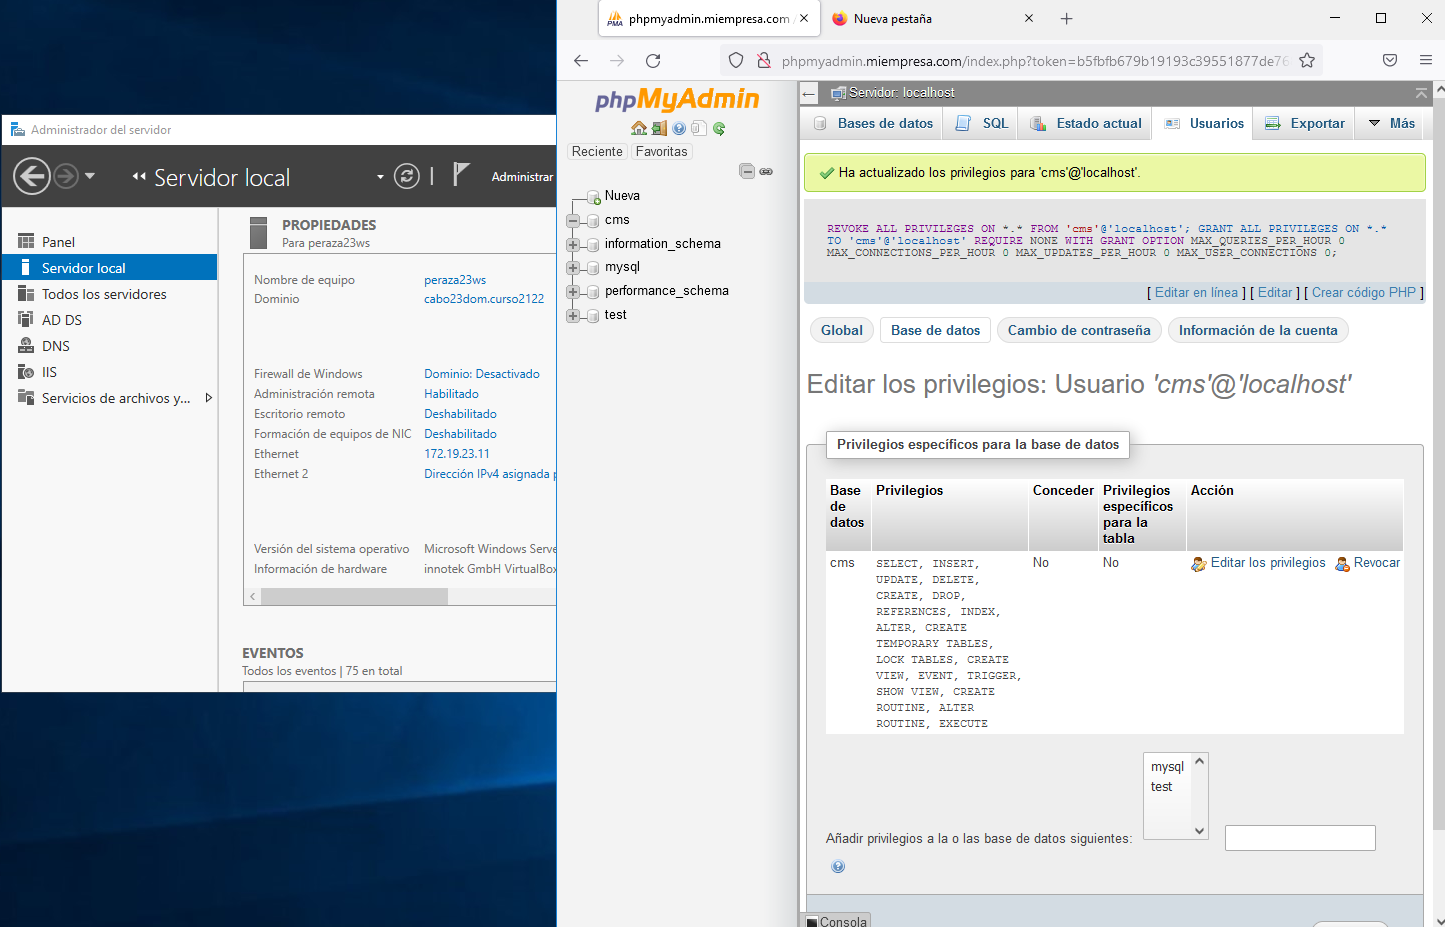 phpmyadmin.miempresa.com
Nueva pestaña
phpmyadmin.miempresa.com/index.php?token=b5fbfb679b19193c39551877de76
Administrador del servidor
Servidor local
Administrar
Panel
Servidor local
Todos los servidores
AD DS
DNS
IIS
Servicios de archivos y...
PROPIEDADES
Para peraza23ws
Nombre de equipo peraza23ws
Dominio cabo23dom.curso2122
Firewall de Windows Dominio: Desactivado
Administración remota Habilitado
Escritorio remoto Deshabilitado
Formación de equipos de NIC Deshabilitado
Ethernet 172.19.23.11
Ethernet 2 Dirección IPv4 asignada p
Versión del sistema operativo Microsoft Windows Serve
Información de hardware innotek GmbH VirtualBox
EVENTOS
Todos los eventos | 75 en total
phpMyAdmin
Reciente Favoritas
Nueva
cms
information_schema
mysql
performance_schema
test
Servidor: localhost
Bases de datos SQL Estado actual Usuarios Exportar Más
Ha actualizado los privilegios para 'cms'@'localhost'.
REVOKE ALL PRIVILEGES ON *.* FROM 'cms'@'localhost'; GRANT ALL PRIVILEGES ON *.*
TO 'cms'@'localhost' REQUIRE NONE WITH GRANT OPTION MAX_QUERIES_PER_HOUR 0
MAX_CONNECTIONS_PER_HOUR 0 MAX_UPDATES_PER_HOUR 0 MAX_USER_CONNECTIONS 0;
[ Editar en línea ] [ Editar ] [ Crear código PHP ]
Global Base de datos Cambio de contraseña Información de la cuenta
Editar los privilegios: Usuario 'cms'@'localhost'
Privilegios específicos para la base de datos
Base de datos Privilegios Conceder Privilegios específicos para la tabla Acción
cms No No Editar los privilegios Revocar
SELECT, INSERT,
UPDATE, DELETE,
CREATE, DROP,
REFERENCES, INDEX,
ALTER, CREATE
TEMPORARY TABLES,
LOCK TABLES, CREATE
VIEW, EVENT, TRIGGER,
SHOW VIEW, CREATE
ROUTINE, ALTER
ROUTINE, EXECUTE
mysql
test
Añadir privilegios a la o las base de datos siguientes:
Consola